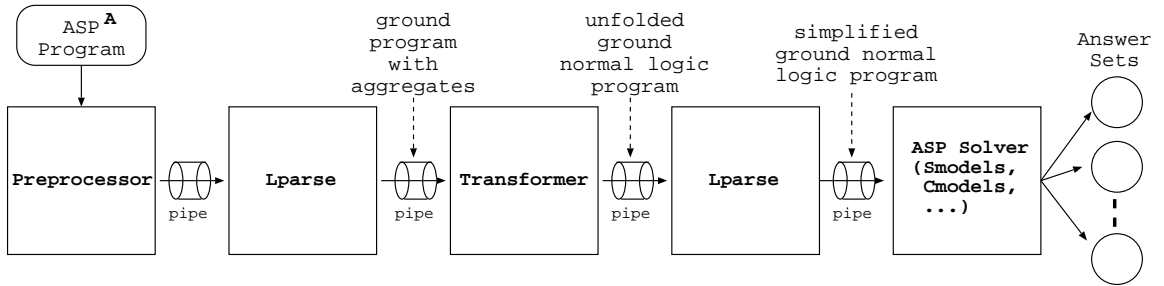 ASP A
Program
ground
program
with
aggregates
unfolded
ground
normal logic
program
simplified
ground normal
logic program
Answer
Sets
Preprocessor
pipe
Lparse
pipe
Transformer
pipe
Lparse
pipe
ASP Solver
(Smodels,
Cmodels,
...)